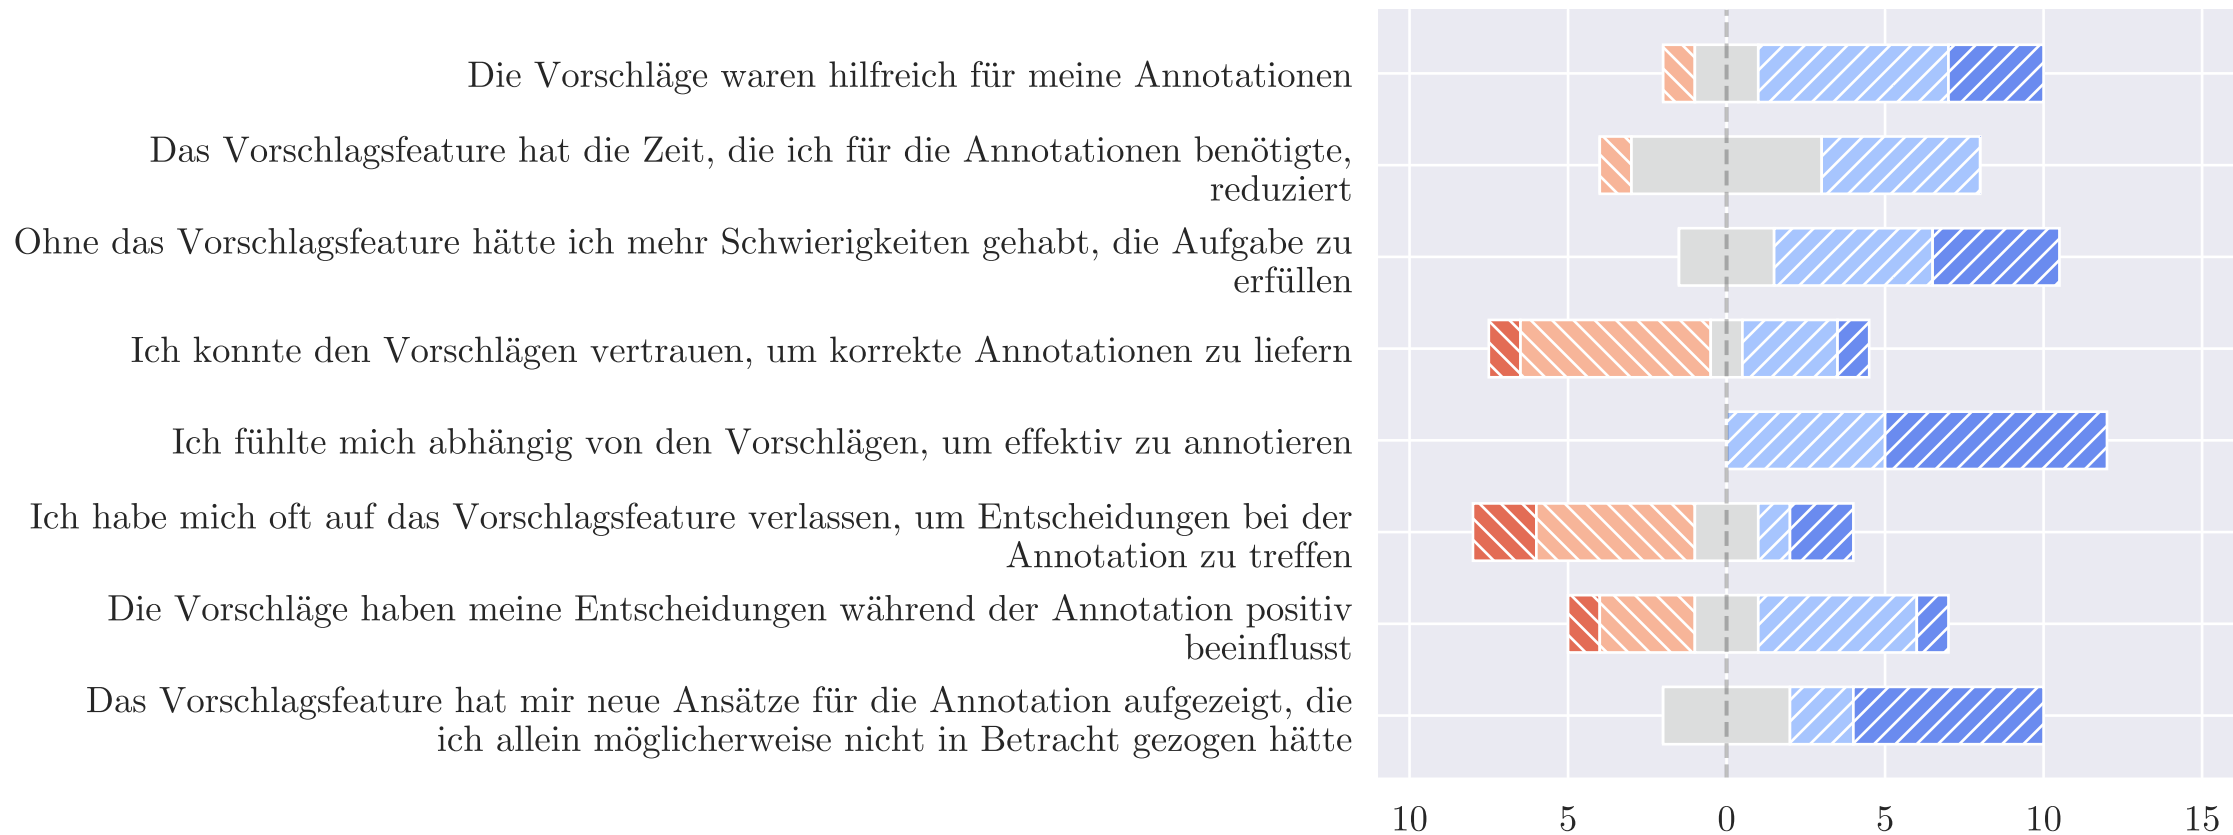 Die Vorschläge waren hilfreich für meine Annotationen
Das Vorschlagsfeature hat die Zeit, die ich für die Annotationen benötigte,
reduziert
Ohne das Vorschlagsfeature hätte ich mehr Schwierigkeiten gehabt, die Aufgabe zu
erfüllen
Ich konnte den Vorschlägen vertrauen, um korrekte Annotationen zu liefern
Ich fühlte mich abhängig von den Vorschlägen, um effektiv zu annotieren
Ich habe mich oft auf das Vorschlagsfeature verlassen, um Entscheidungen bei der
Annotation zu treffen
Die Vorschläge haben meine Entscheidungen während der Annotation positiv
beeinflusst
Das Vorschlagsfeature hat mir neue Ansätze für die Annotation aufgezeigt, die
ich allein möglicherweise nicht in Betracht gezogen hätte
10 5 0 5 10 15